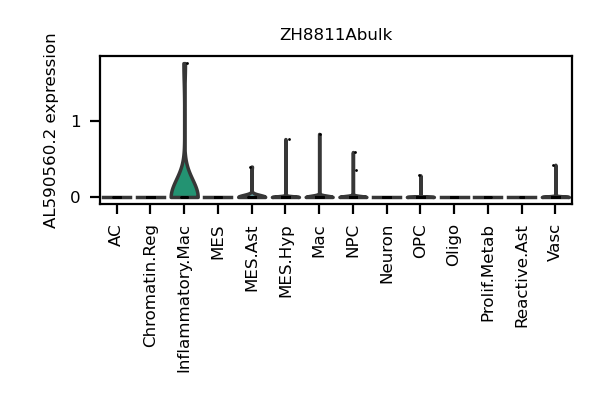 ZH8811Abulk
AL590560.2 expression
1
0
AC
Chromatin.Reg
Inflammatory.Mac
MES
MES.Ast
MES.Hyp
Mac
NPC
Neuron
OPC
Oligo
Prolif.Metab
Reactive.Ast
Vasc